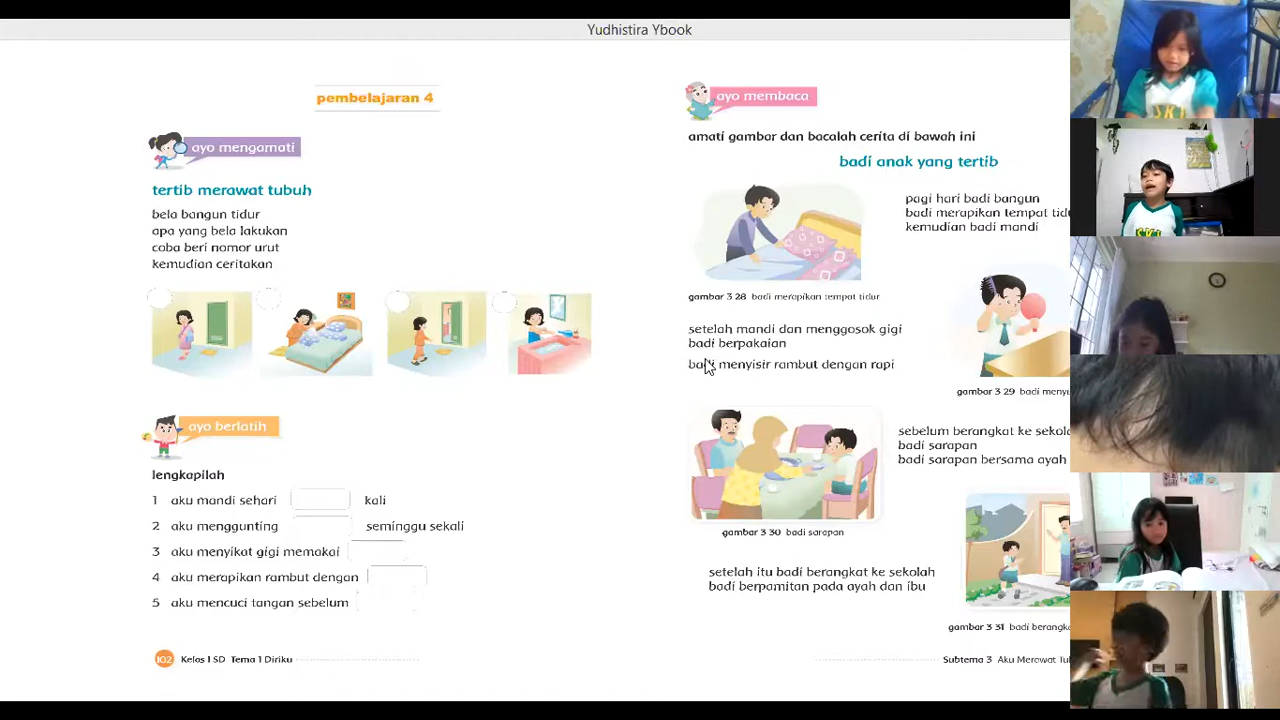 Yudhistira Ybook
pembelajaran 4
ayo mengamati
tertib merawat tubuh
bela bangun tidur
apa yang bela lakukan
coba beri nomor urut
kemudian ceritakan
ayo berlatih
lengkapilah
1 aku mandi sehari kali
2 aku menggunting seminggu sekali
3 aku menyikat gigi memakai
4 aku merapikan rambut dengan
5 aku mencuci tangan sebelum
102 Kelas I SD Tema 1 Diriku
ayo membaca
amati gambar dan bacalah cerita di bawah ini
badi anak yang tertib
pagi hari badi bangun
badi merapikan tempat
kemudian badi mandi
gambar 3 28 badi merapikan tempat tidur
setelah mandi dan menggosok gigi
badi berpakaian
badi menyisir rambut dengan rapi
gambar 3 29 badi
sebelum berangkat ke
badi sarapan
badi sarapan bersama ayah
gambar 3 30 badi sarapan
setelah itu badi berangkat ke sekolah
badi berpamitan pada ayah dan ibu
gambar 3 31 badi
Subtema 3 Aku Merawat